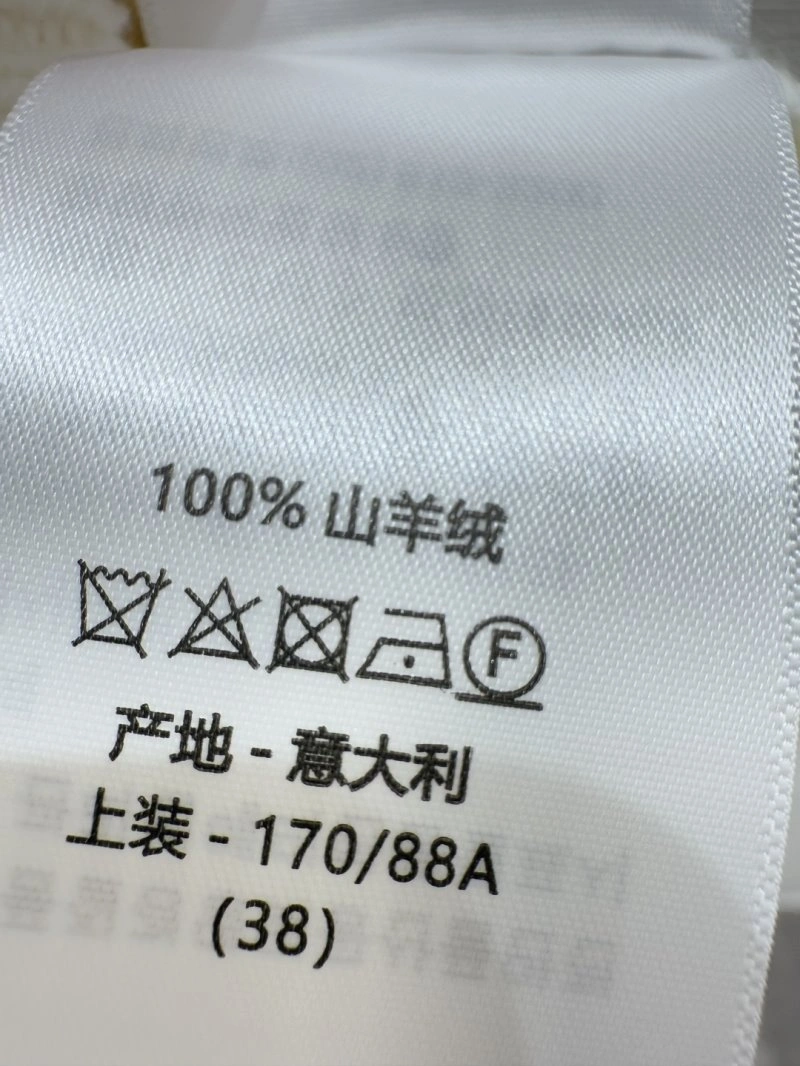 100% 山羊绒
F
产地 - 意大利
上装 - 170/88A
(38)